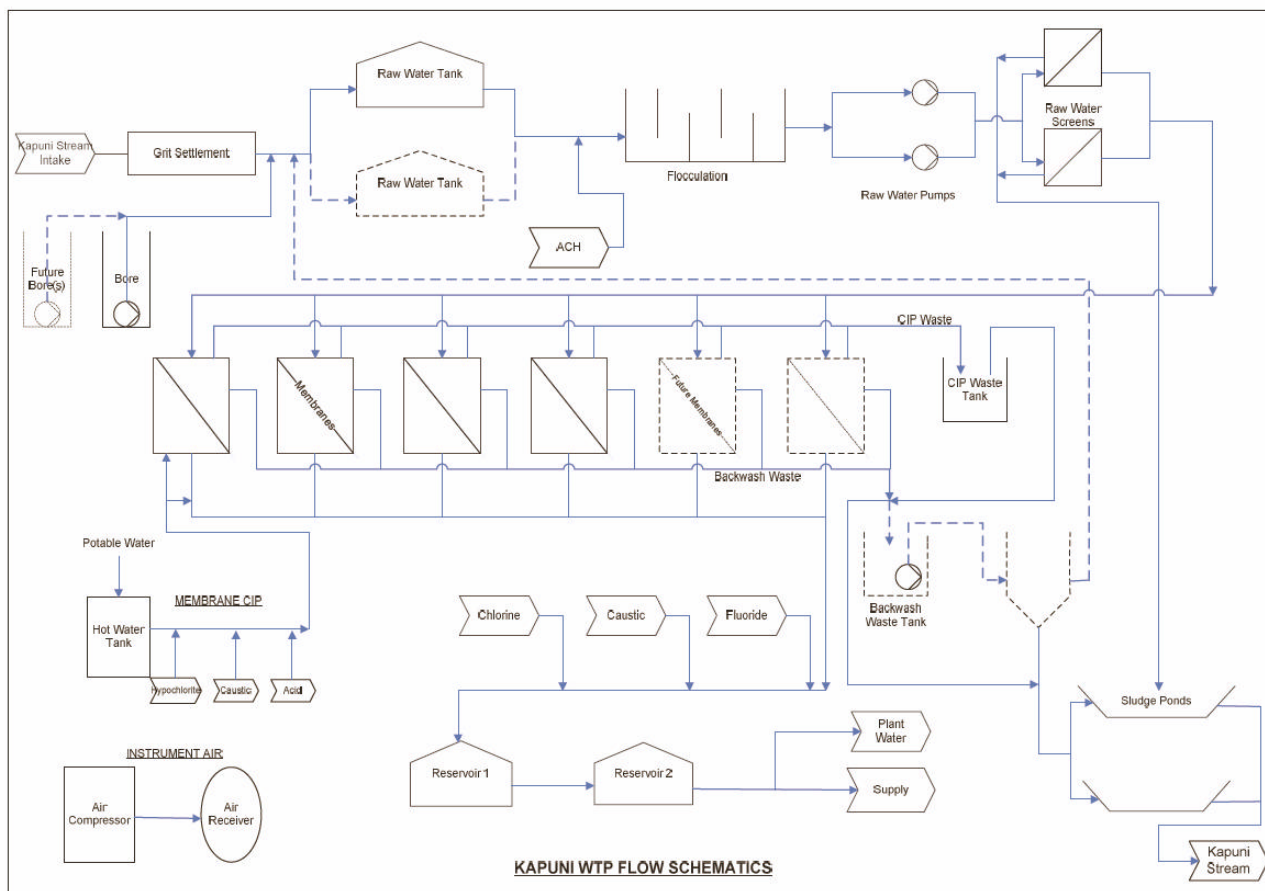 Kapuni Stream
Intake
Grit Settlement
Raw Water Tank
Raw Water Tank
Flocculation
Raw Water Pumps
Raw Water
Screens
ACH
Future
Bore(s)
Bore
CIP Waste
CIP Waste
Tank
Membranes
Future Membranes
Backwash Waste
Potable Water
MEMBRANE CIP
Hot Water
Tank
Hypochlorite
Caustic
Acid
Chlorine
Caustic
Fluoride
Backwash
Waste Tank
Sludge Ponds
Reservoir 1
Reservoir 2
Plant
Water
Supply
INSTRUMENT AIR
Air
Compressor
Air
Receiver
Kapuni
Stream
KAPUNI WTP FLOW SCHEMATICS